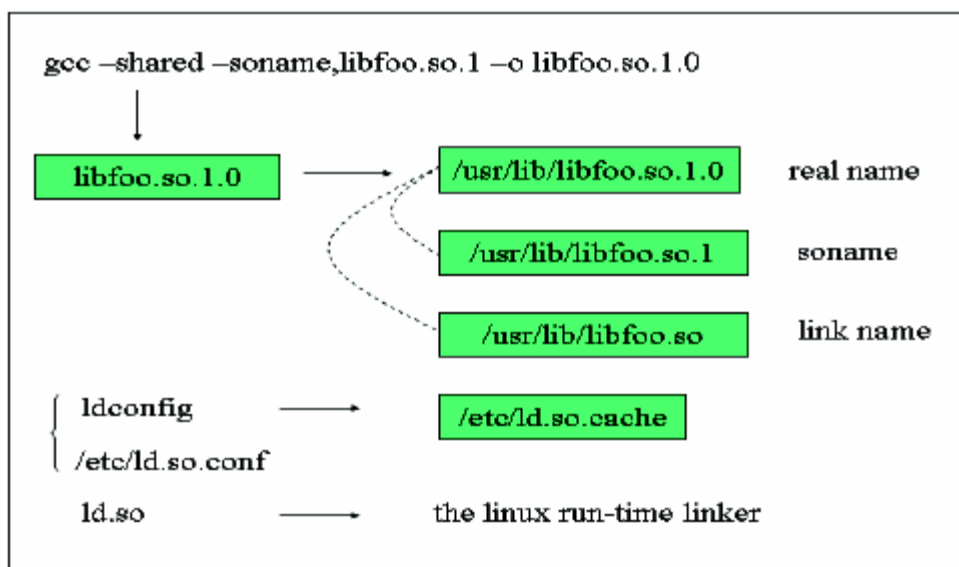 gcc –shared –soname,libfoo.so.1 –o libfoo.so.1.0
libfoo.so.1.0
/usr/lib/libfoo.so.1.0
real name
/usr/lib/libfoo.so.1
soname
/usr/lib/libfoo.so
link name
ldconfig
/etc/ld.so.cache
/etc/ld.so.conf
ld.so
the linux run-time linker